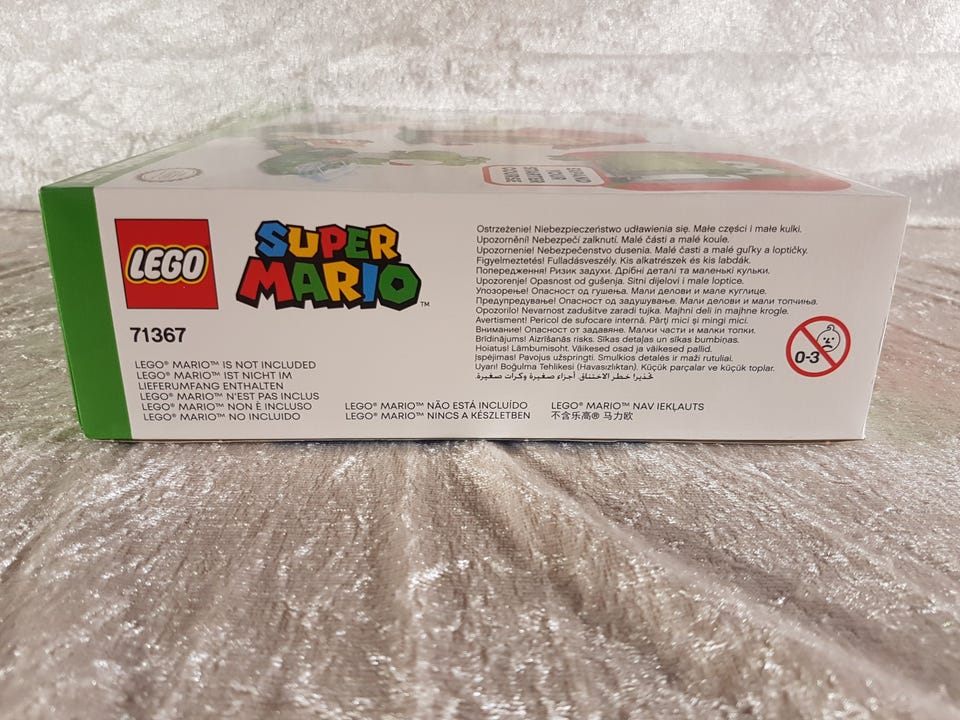 EXPAND
YOUR
STARTER
COURSE
LEGO
SUPER
MARIO™
71367
LEGO® MARIO™ IS NOT INCLUDED
LEGO® MARIO™ IST NICHT IM
LIEFERUMFANG ENTHALTEN
LEGO® MARIO™ N'EST PAS INCLUS
LEGO® MARIO™ NON È INCLUSO
LEGO® MARIO™ NO INCLUIDO
LEGO® MARIO™ NÃO ESTÁ INCLUÍDO
LEGO® MARIO™ NINCS A KÉSZLETBEN
LEGO® MARIO™ NAV IEKĻAUTS
不含乐高® 马力欧
Ostrzeżenie! Niebezpieczeństwo udławienia się. Małe części i małe kulki.
Upozornění! Nebezpečí zalknutí. Malé části a malé koule.
Upozornenie! Nebezpečenstvo dusenia. Malé časti a malé guľky a loptičky.
Figyelmeztetés! Fulladásveszély. Kis alkatrészek és kis labdák.
Попередження! Ризик задухи. Дрібні деталі та маленькі кульки.
Upozorenje! Opasnost od gušenja. Sitni dijelovi i male loptice.
Упозорење! Опасност од гушења. Мали делови и мале куглице.
Предупредување! Опасност од задушување. Мали делови и мали топчиња.
Opozorilo! Nevarnost zadušitve zaradi tujka. Majhni deli in majhne krogle.
Avertisment! Pericol de sufocare internă. Părţi mici şi mingi mici.
Внимание! Опасност от задавяне. Малки части и малки топки.
Brīdinājums! Aizrīšanās risks. Sīkas detaļas un sīkas bumbiņas.
Hoiatus! Lämbumisoht. Väikesed osad ja väikesed pallid.
Įspėjimas! Pavojus užspringti. Smulkios detalės ir maži rutuliai.
Uyarı! Boğulma Tehlikesi (Havasızlıktan). Küçük parçalar ve küçük toplar.
تحذير! خطر الاختناق. أجزاء صغيرة وكرات صغيرة.
0-3